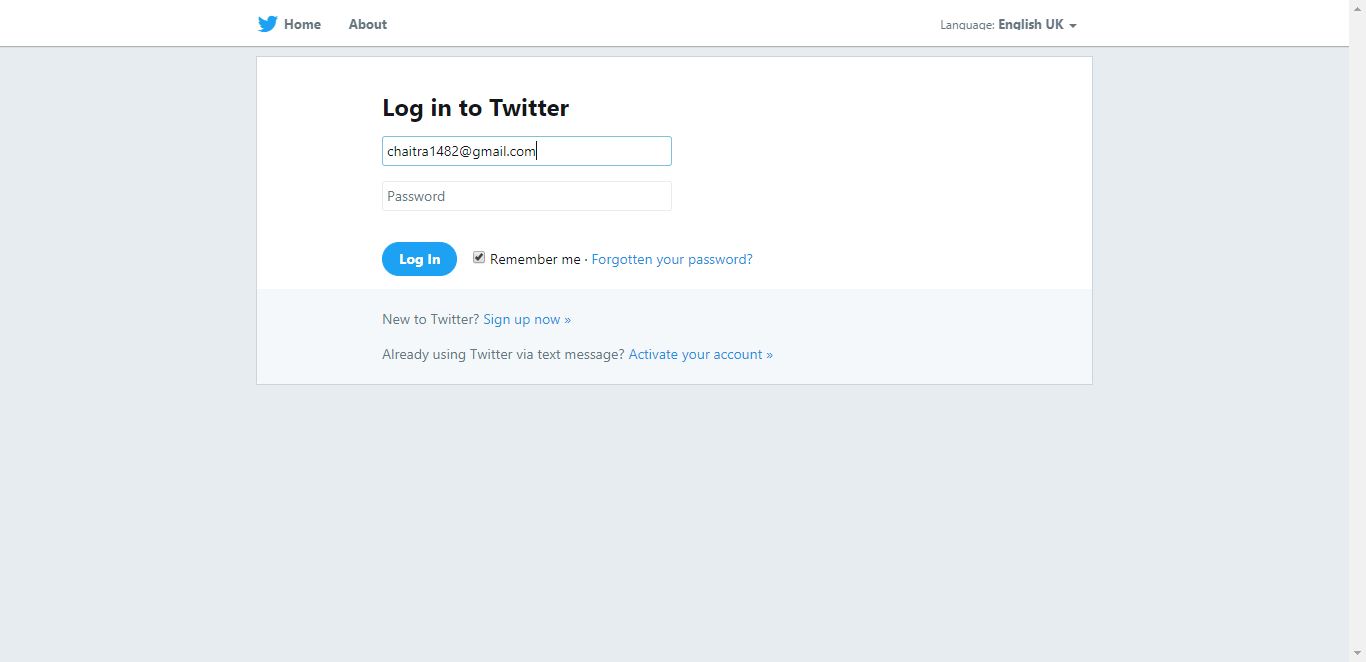 Home About Language: English UK
Log in to Twitter
chaitra1482@gmail.com
Password
Log In Remember me · Forgotten your password?
New to Twitter? Sign up now »
Already using Twitter via text message? Activate your account »